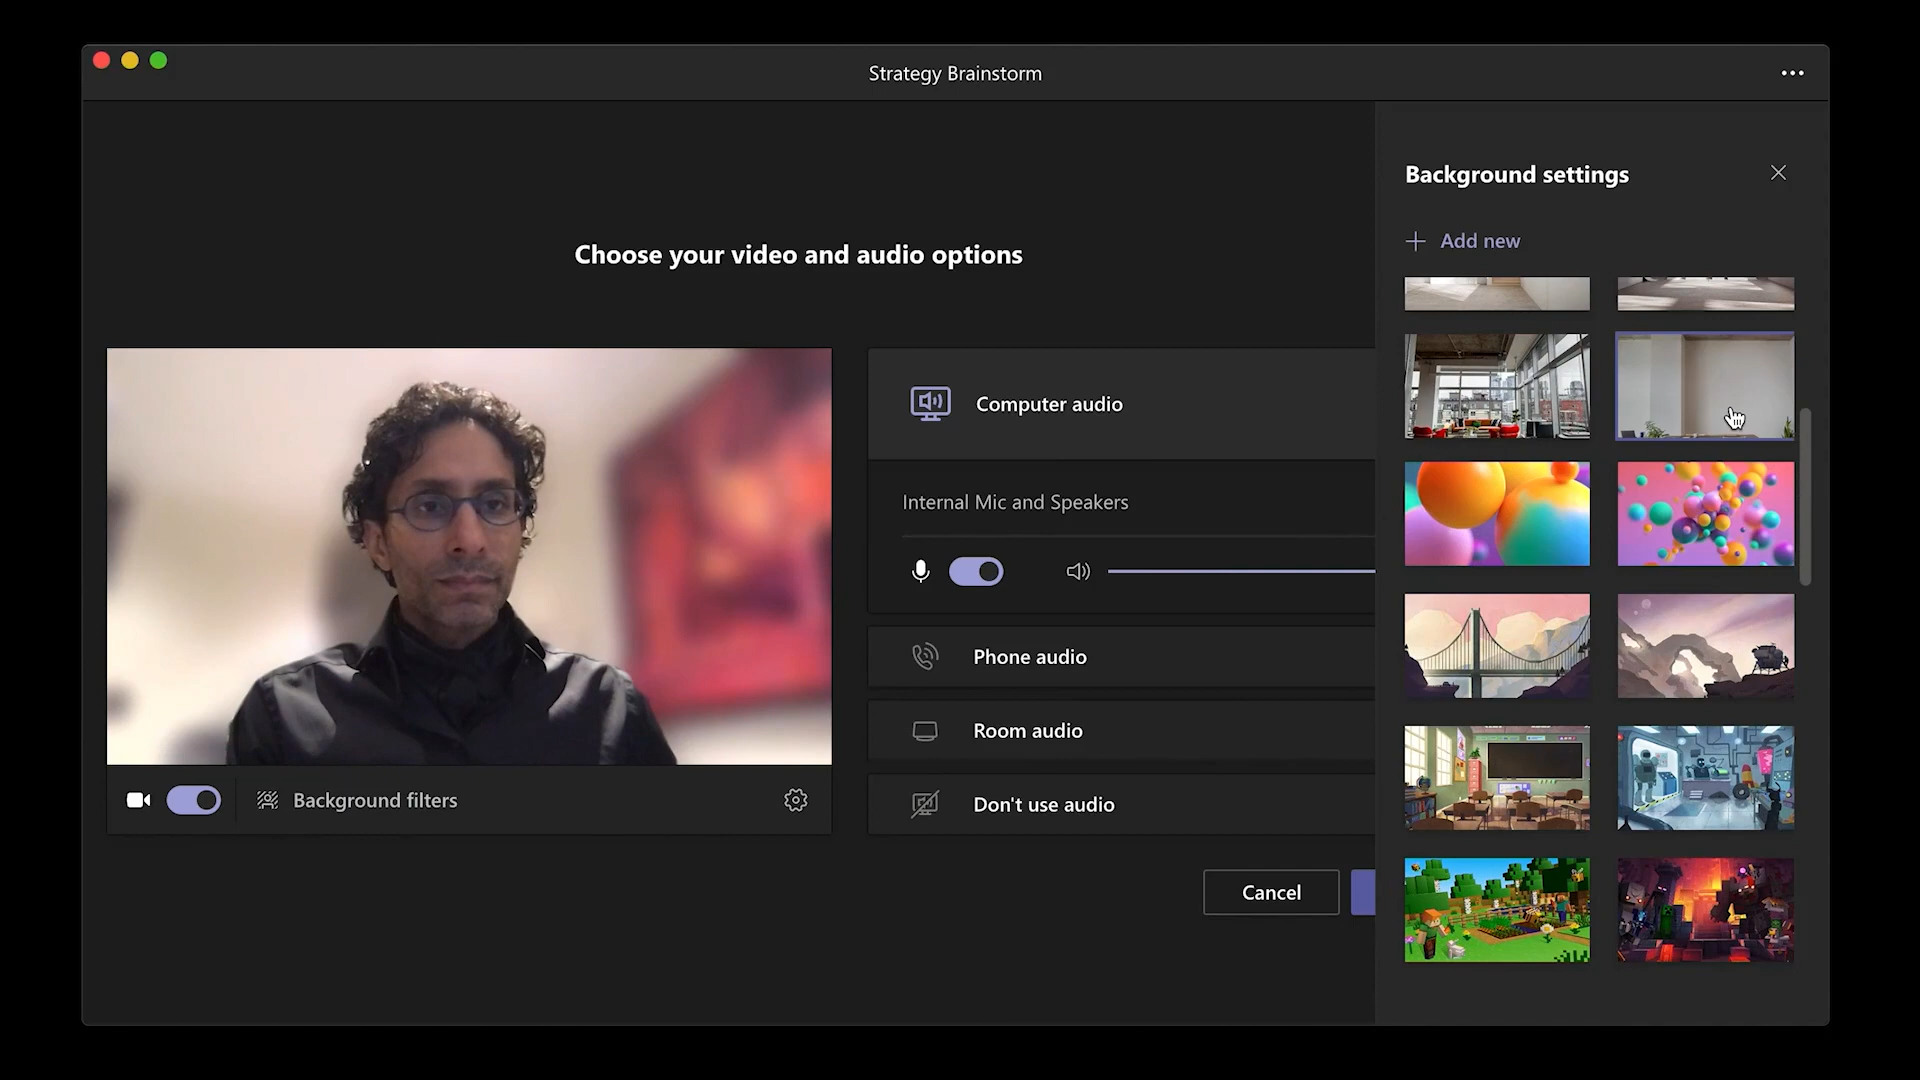 Strategy Brainstorm
Choose your video and audio options
Background filters
Computer audio
Internal Mic and Speakers
Phone audio
Room audio
Don't use audio
Cancel
Background settings
Add new